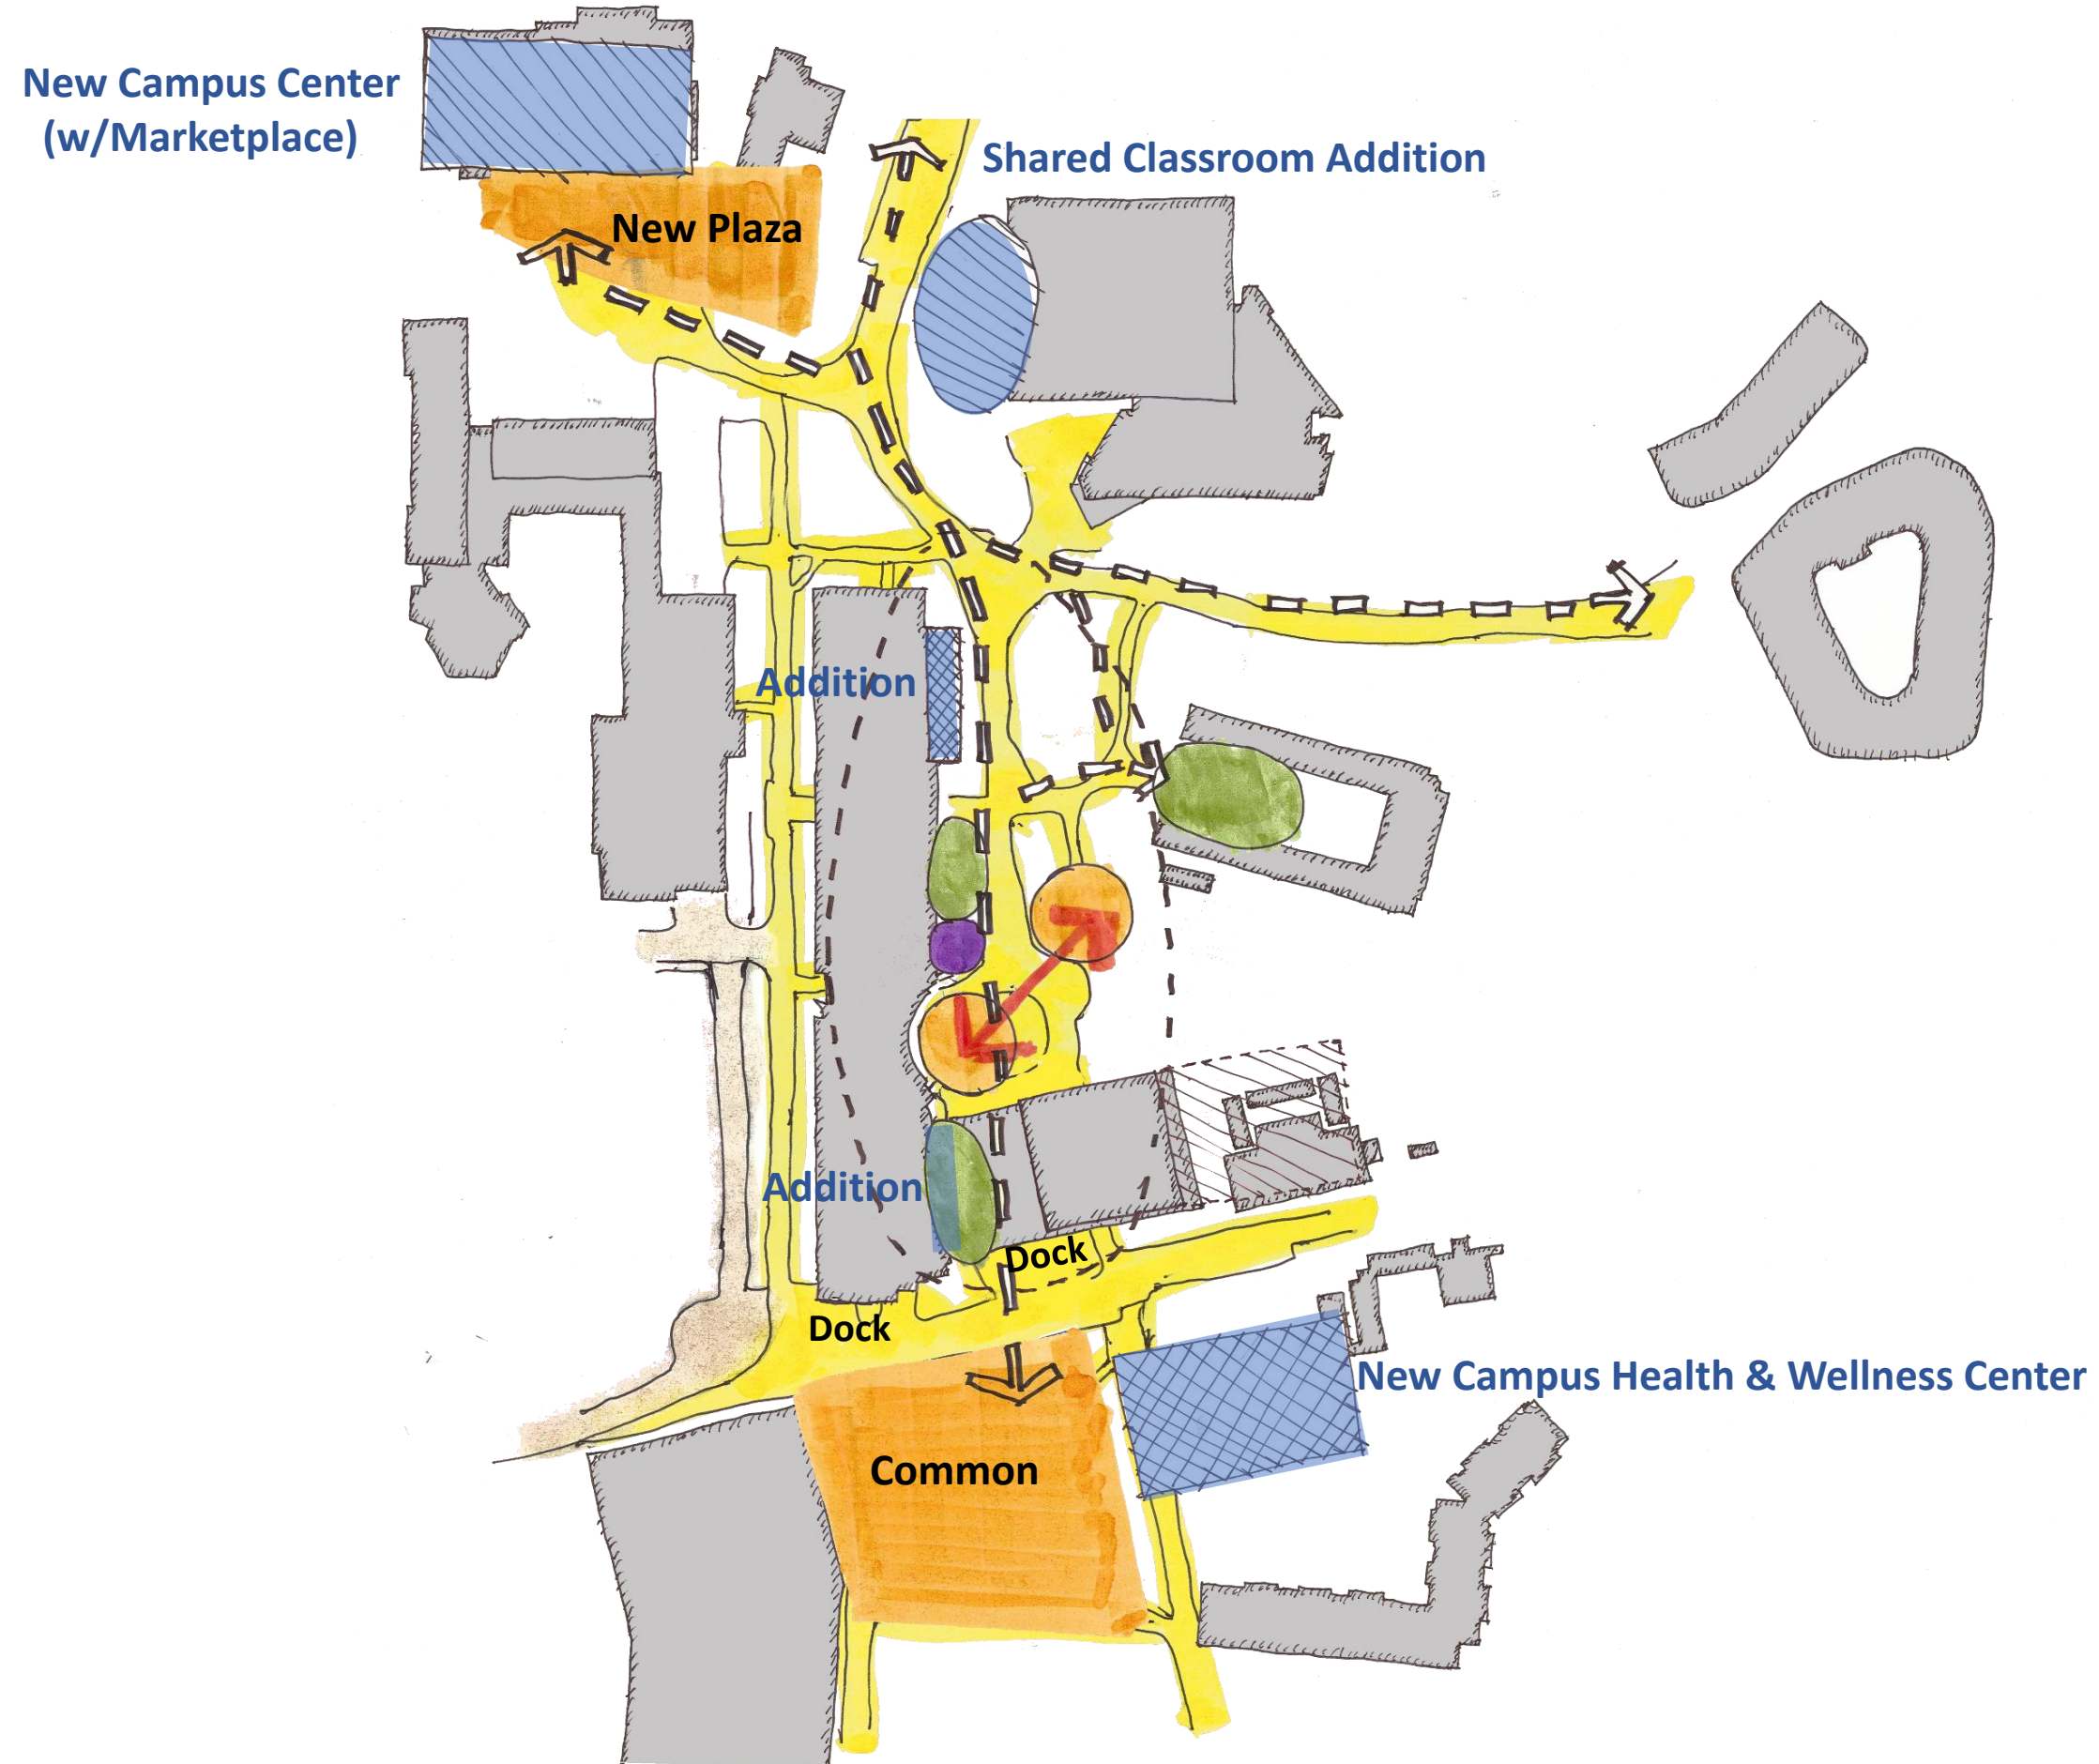 New Campus Center
(w/Marketplace)
Shared Classroom Addition
New Plaza
Addition
Addition
Dock
Dock
New Campus Health & Wellness Center
Common